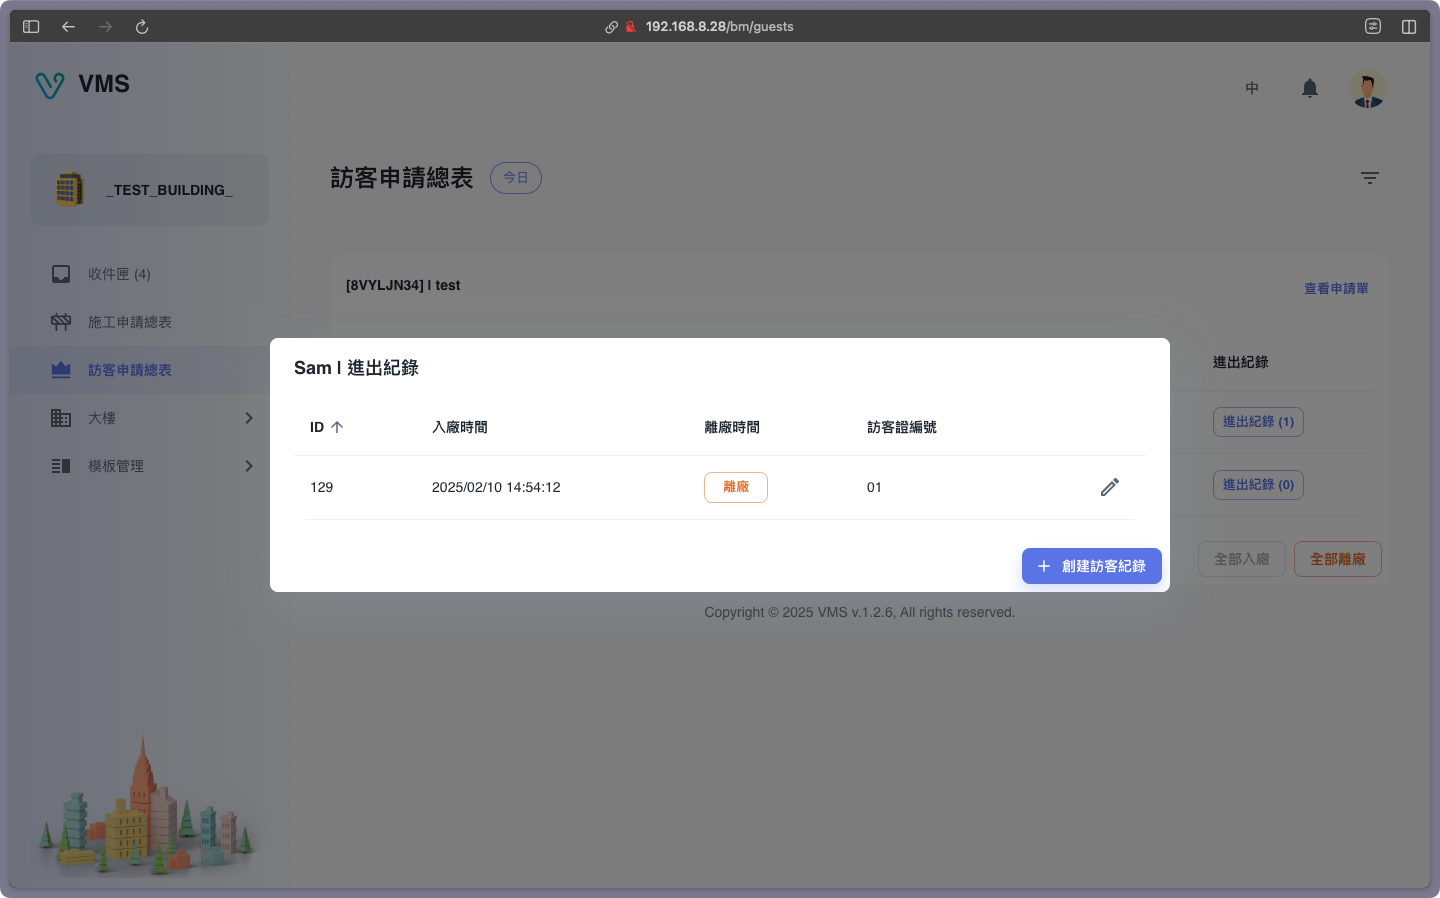 192.168.8.28/bm/guests
VMS
中
_TEST_BUILDING_
訪客申請總表
今日
收件匣 (4)
施工申請總表
訪客申請總表
大樓
模板管理
[8VYLJN34] | test
查看申請單
進出紀錄
進出紀錄 (1)
進出紀錄 (0)
全部入廠
全部離廠
Sam | 進出紀錄
ID
入廠時間
離廠時間
訪客證編號
129
2025/02/10 14:54:12
離廠
01
創建訪客紀錄
Copyright © 2025 VMS v.1.2.6, All rights reserved.